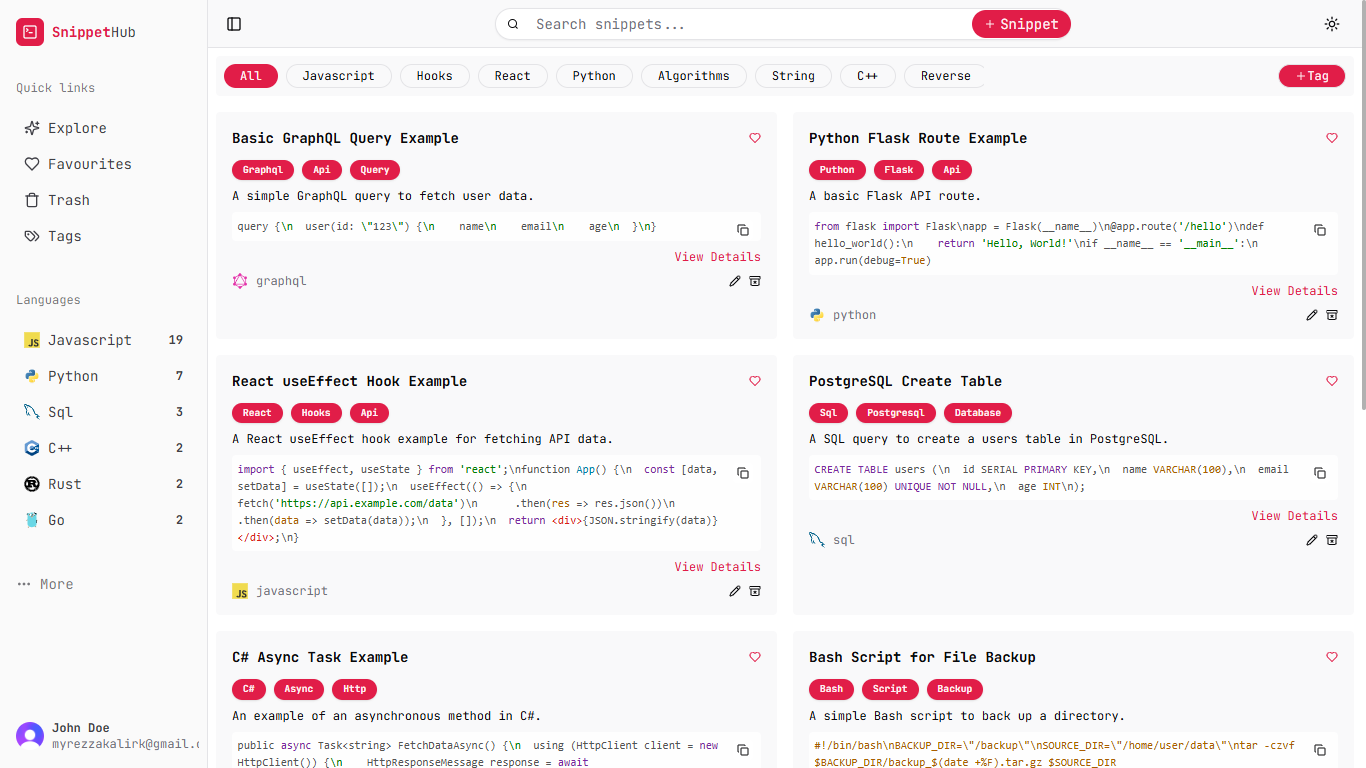 SnippetHub
Search snippets...
+ Snippet
Quick links
Explore
Favourites
Trash
Tags
Languages
Javascript 19
Python 7
Sql 3
C++ 2
Rust 2
Go 2
More
John Doe
myrezzakalirk@gmail.c
All Javascript Hooks React Python Algorithms String C++ Reverse
+Tag
Basic GraphQL Query Example
Graphql Api Query
A simple GraphQL query to fetch user data.
query {\n  user(id: \"123\") {\n    name\n    email\n    age\n  }\n}
View Details
graphql
Python Flask Route Example
Puthon Flask Api
A basic Flask API route.
from flask import Flask\napp = Flask(__name__)\n@app.route('/hello')\ndef
hello_world():\n    return 'Hello, World!'\nif __name__ == '__main__':\n
app.run(debug=True)
View Details
python
React useEffect Hook Example
React Hooks Api
A React useEffect hook example for fetching API data.
import { useEffect, useState } from 'react';\nfunction App() {\n  const [data,
setData] = useState([]);\n  useEffect(() => {\n
fetch('https://api.example.com/data')\n      .then(res => res.json())\n
.then(data => setData(data));\n  }, []);\n  return <div>{JSON.stringify(data)}
</div>;\n}
View Details
JS javascript
PostgreSQL Create Table
Sql Postgresql Database
A SQL query to create a users table in PostgreSQL.
CREATE TABLE users (\n  id SERIAL PRIMARY KEY,\n  name VARCHAR(100),\n  email
VARCHAR(100) UNIQUE NOT NULL,\n  age INT\n);
View Details
sql
C# Async Task Example
C# Async Http
An example of an asynchronous method in C#.
public async Task<string> FetchDataAsync() {\n  using (HttpClient client = new
HttpClient()) {\n    HttpResponseMessage response = await
Bash Script for File Backup
Bash Script Backup
A simple Bash script to back up a directory.
#!/bin/bash\nBACKUP_DIR=\"/backup\"\nSOURCE_DIR=\"/home/user/data\"\ntar -czvf
$BACKUP_DIR/backup_$(date +%F).tar.gz $SOURCE_DIR